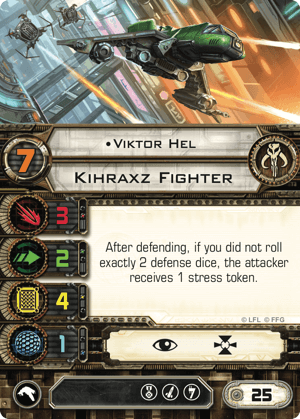 •Viktor Hel
7
Kihraxz Fighter
3
After defending, if you did not roll
exactly 2 defense dice, the attacker
receives 1 stress token.
2
4
© LFL © FFG
1
25